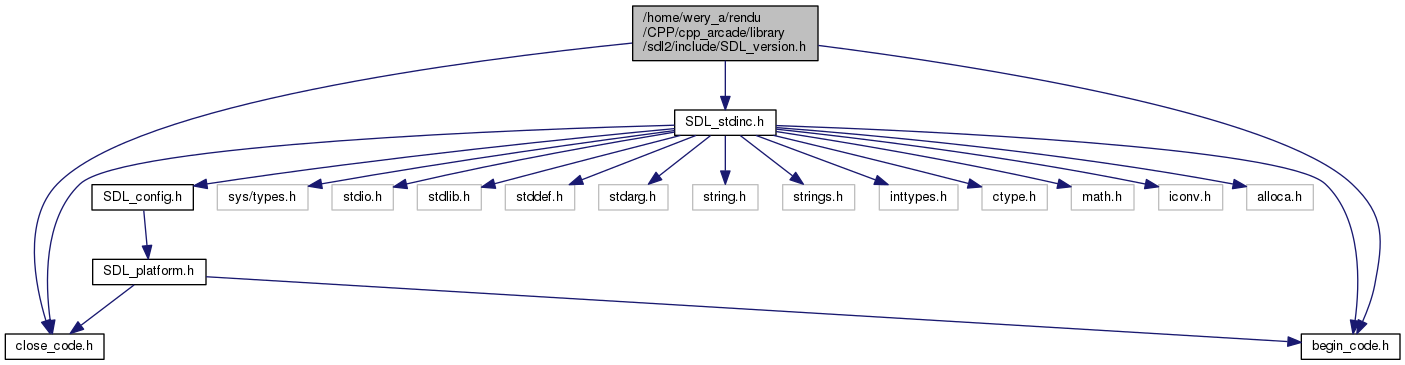 /home/wery_a/rendu
/CPP/cpp_arcade/library
/sdl2/include/SDL_version.h
SDL_stdinc.h
SDL_config.h
sys/types.h
stdio.h
stdlib.h
stddef.h
stdarg.h
string.h
strings.h
inttypes.h
ctype.h
math.h
iconv.h
alloca.h
SDL_platform.h
close_code.h
begin_code.h